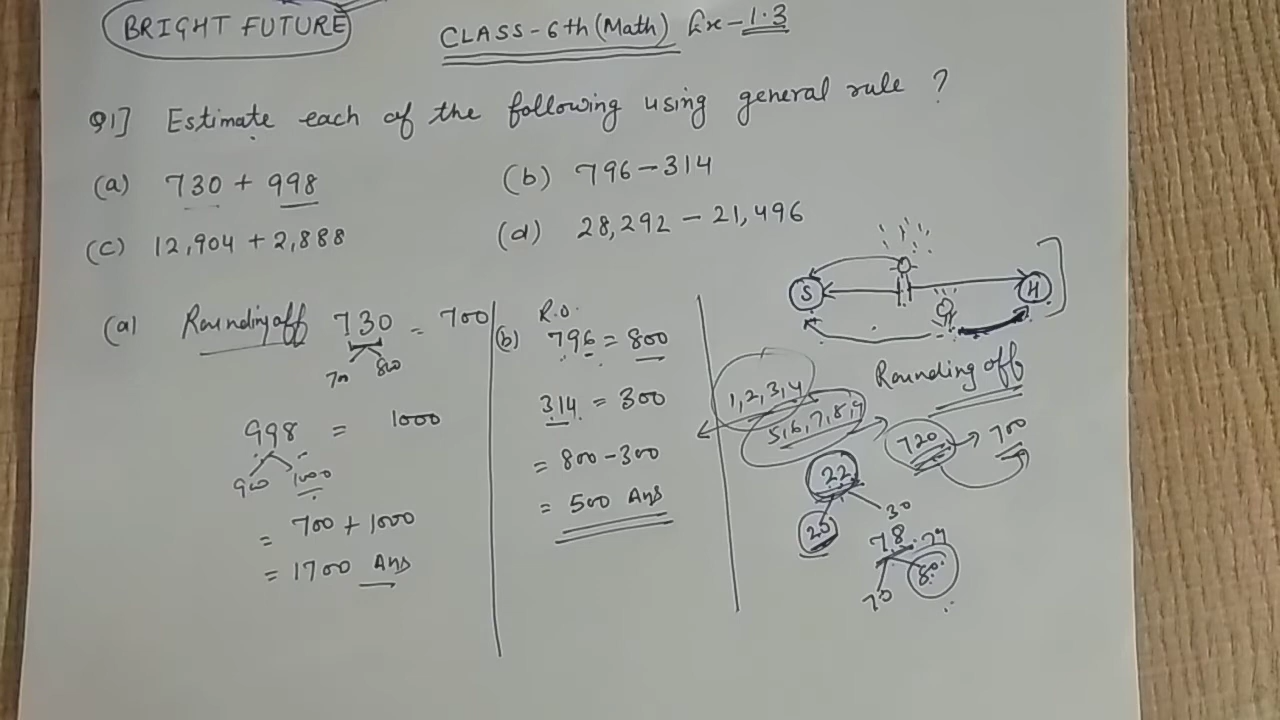 BRIGHT FUTURE
CLASS-6th (Math) Ex-1.3
Q1] Estimate each of the following using general rule ?
(a) 730 + 998
(b) 796 - 314
(c) 12,904 + 2,888
(d) 28,292 - 21,496
(a) Rounding off 730 = 700
700 800
998 = 1000
900 1000
= 700 + 1000
= 1700 Ans
R.O.
(b) 796 = 800
314 = 300
= 800 - 300
= 500 Ans
S H
Rounding off
1,2,3,4
5,6,7,8,9
720 → 700
22
20 30
78
70 80